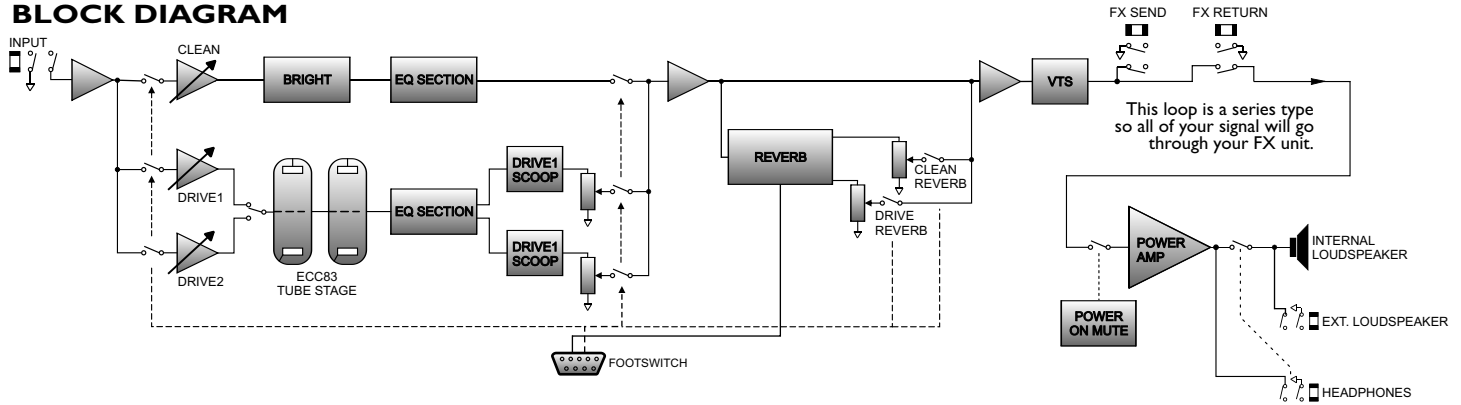 BLOCK DIAGRAM
INPUT
CLEAN
BRIGHT
EQ SECTION
DRIVE1
DRIVE2
ECC83
TUBE STAGE
EQ SECTION
DRIVE1
SCOOP
DRIVE1
SCOOP
REVERB
CLEAN
REVERB
DRIVE
REVERB
FOOTSWITCH
VTS
FX SEND
FX RETURN
This loop is a series type
so all of your signal will go
through your FX unit.
POWER
AMP
POWER
ON MUTE
INTERNAL
LOUDSPEAKER
EXT. LOUDSPEAKER
HEADPHONES